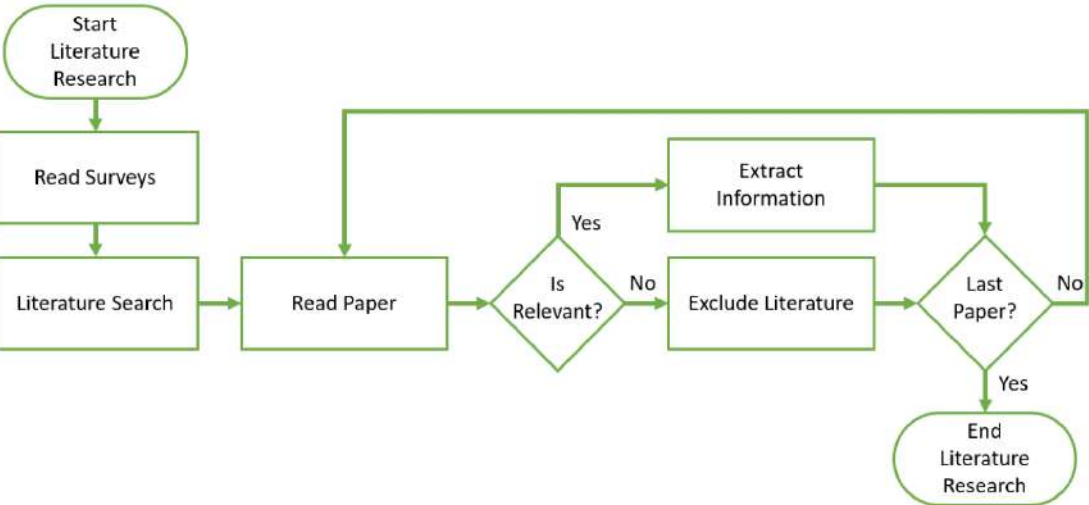 Start
Literature
Research
Read Surveys
Literature Search
Read Paper
Is
Relevant?
Yes
No
Extract
Information
Exclude Literature
Last
Paper?
No
Yes
End
Literature
Research